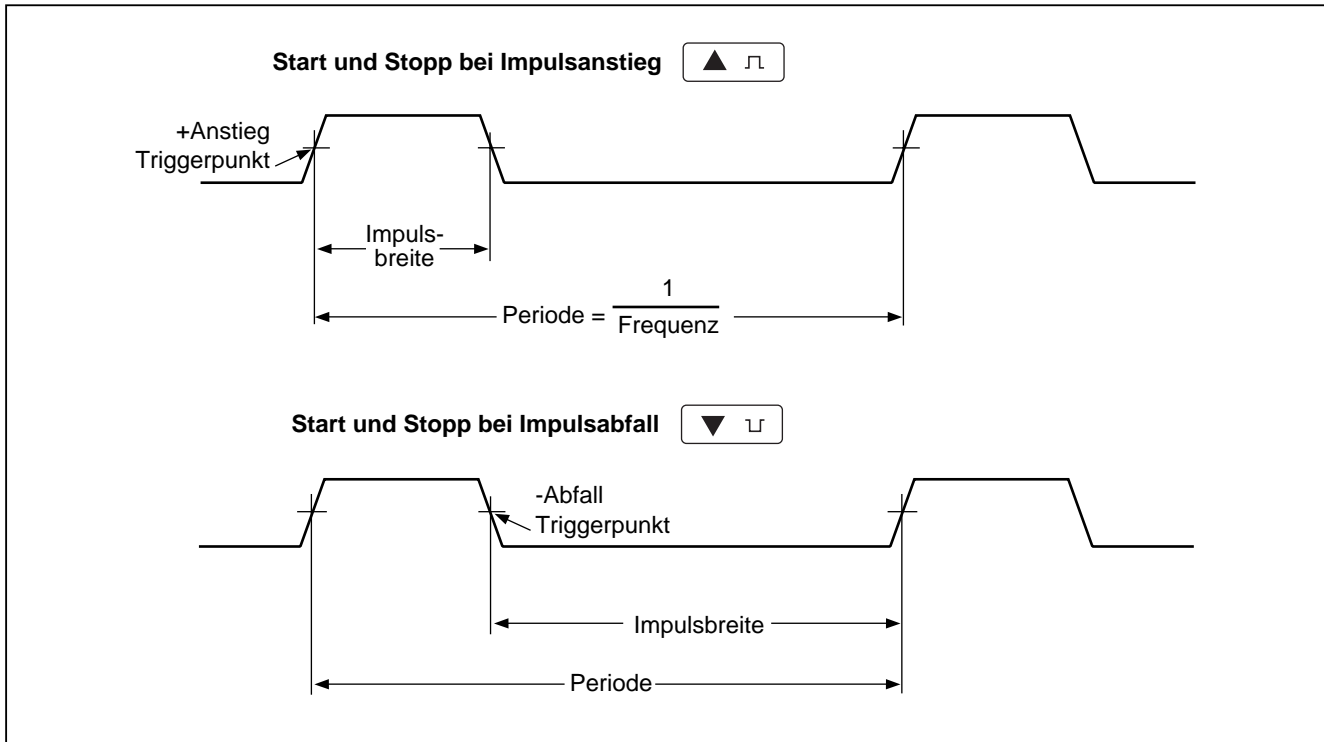 Start und Stopp bei Impulsanstieg
+Anstieg
Triggerpunkt
Impuls-
breite
Periode = 1
Frequenz
Start und Stopp bei Impulsabfall
-Abfall
Triggerpunkt
Impulsbreite
Periode